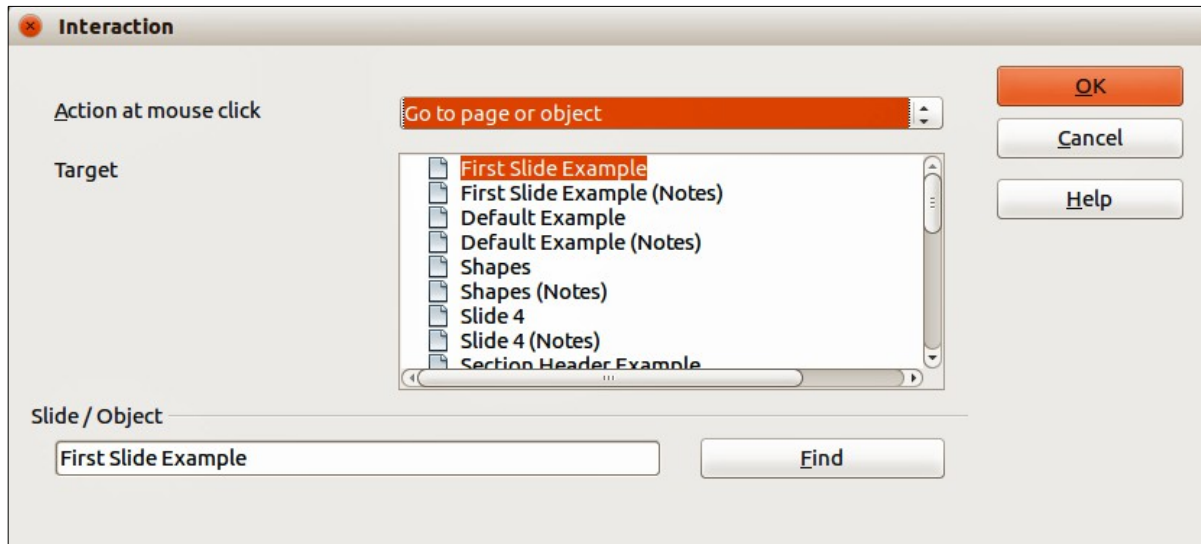 Interaction
Action at mouse click
Go to page or object
Target
First Slide Example
First Slide Example (Notes)
Default Example
Default Example (Notes)
Shapes
Shapes (Notes)
Slide 4
Slide 4 (Notes)
Section Header Example
Slide / Object
First Slide Example
Find
OK
Cancel
Help